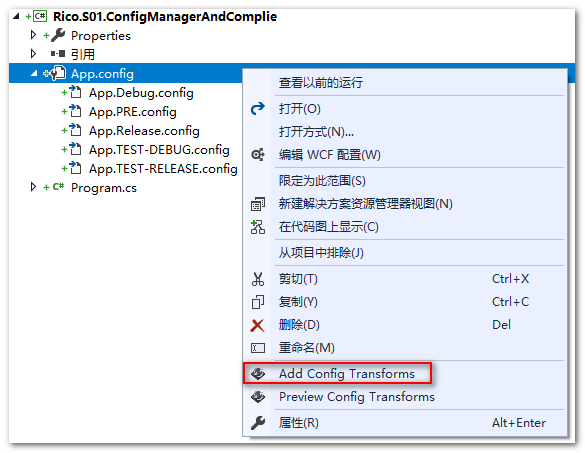 Rico.S01.ConfigManagerAndComplie
Properties
引用
App.config
App.Debug.config
App.PRE.config
App.Release.config
App.TEST-DEBUG.config
App.TEST-RELEASE.config
C# Program.cs
查看以前的运行
打开(O)
打开方式(N)...
编辑 WCF 配置(W)
限定为此范围(S)
新建解决方案资源管理器视图(N)
在代码图上显示(C)
从项目中排除(J)
剪切(T) Ctrl+X
复制(Y) Ctrl+C
删除(D) Del
重命名(M)
Add Config Transforms
Preview Config Transforms
属性(R) Alt+Enter